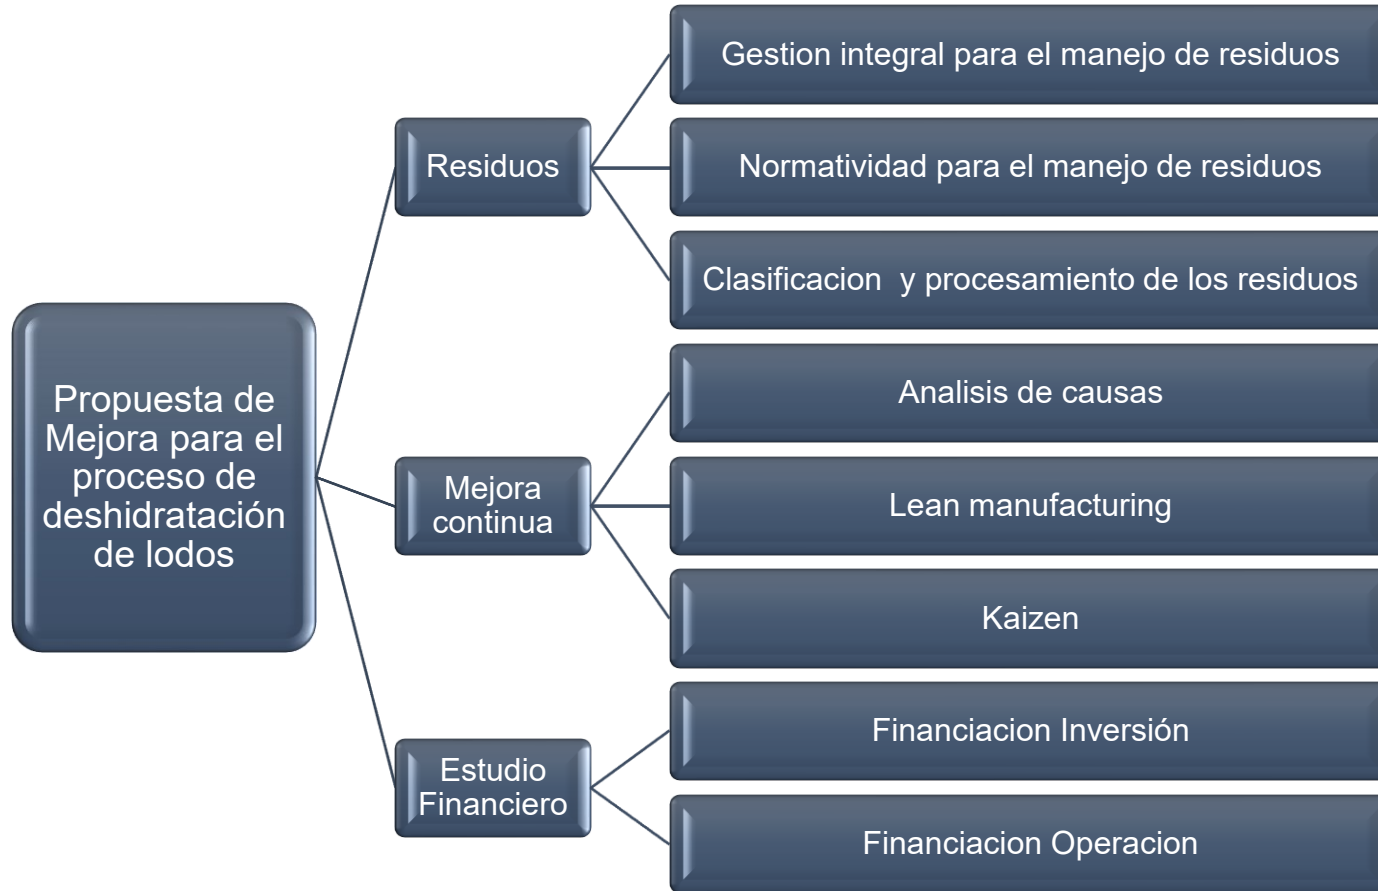 Propuesta de
Mejora para el
proceso de
deshidratación
de lodos
Residuos
Gestion integral para el manejo de residuos
Normatividad para el manejo de residuos
Clasificacion  y procesamiento de los residuos
Mejora
continua
Analisis de causas
Lean manufacturing
Kaizen
Estudio
Financiero
Financiacion Inversión
Financiacion Operacion